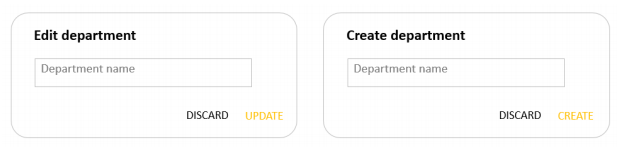 Edit department
Department name
DISCARD UPDATE
Create department
Department name
DISCARD CREATE